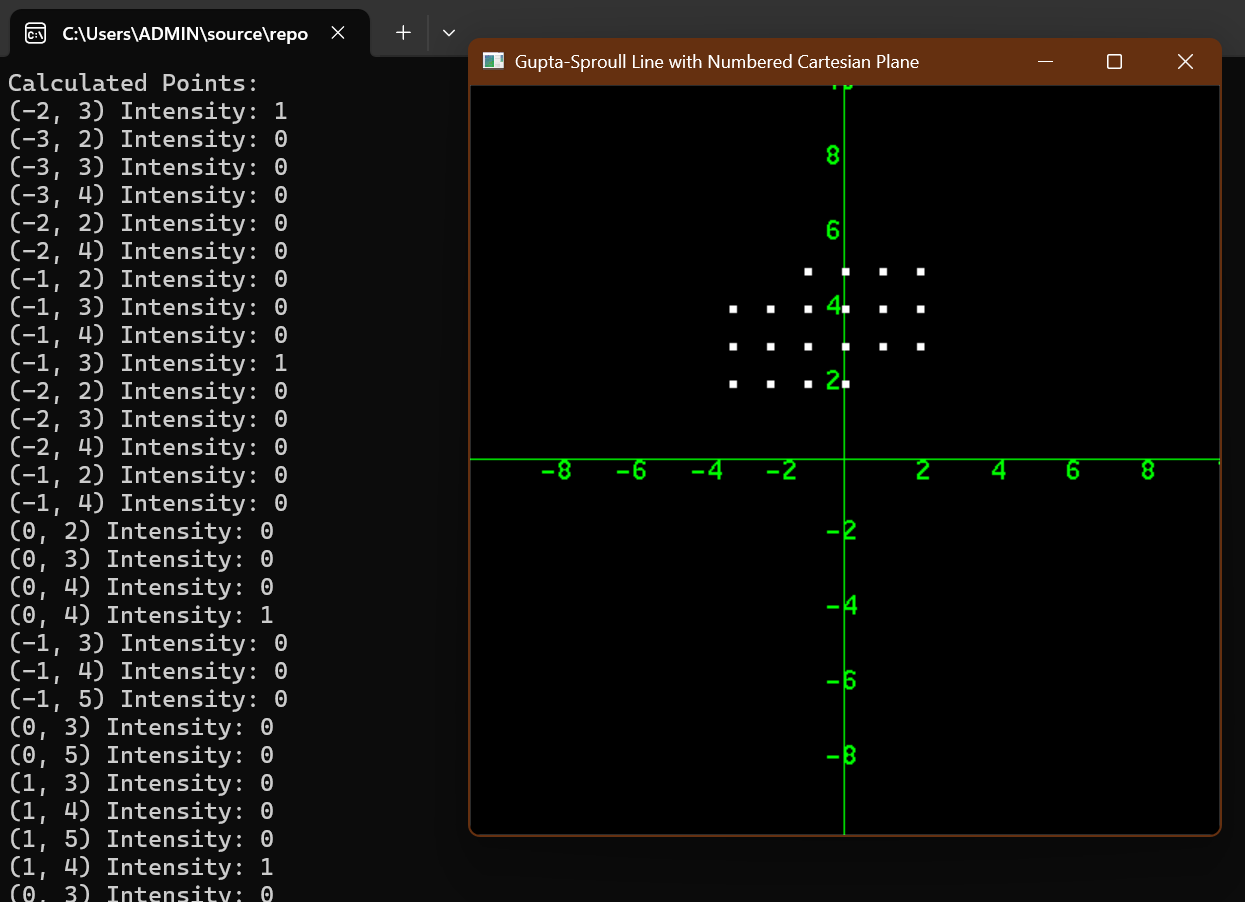 C:\Users\ADMIN\source\repo
Calculated Points:
(-2, 3) Intensity: 1
(-3, 2) Intensity: 0
(-3, 3) Intensity: 0
(-3, 4) Intensity: 0
(-2, 2) Intensity: 0
(-2, 4) Intensity: 0
(-1, 2) Intensity: 0
(-1, 3) Intensity: 0
(-1, 4) Intensity: 0
(-1, 3) Intensity: 1
(-2, 2) Intensity: 0
(-2, 3) Intensity: 0
(-2, 4) Intensity: 0
(-1, 2) Intensity: 0
(-1, 4) Intensity: 0
(0, 2) Intensity: 0
(0, 3) Intensity: 0
(0, 4) Intensity: 0
(0, 4) Intensity: 1
(-1, 3) Intensity: 0
(-1, 4) Intensity: 0
(-1, 5) Intensity: 0
(0, 3) Intensity: 0
(0, 5) Intensity: 0
(1, 3) Intensity: 0
(1, 4) Intensity: 0
(1, 5) Intensity: 0
(1, 4) Intensity: 1
(0, 3) Intensity: 0
Gupta-Sproull Line with Numbered Cartesian Plane
8
6
4
2
-8 -6 -4 -2 2 4 6 8
-2
-4
-6
-8